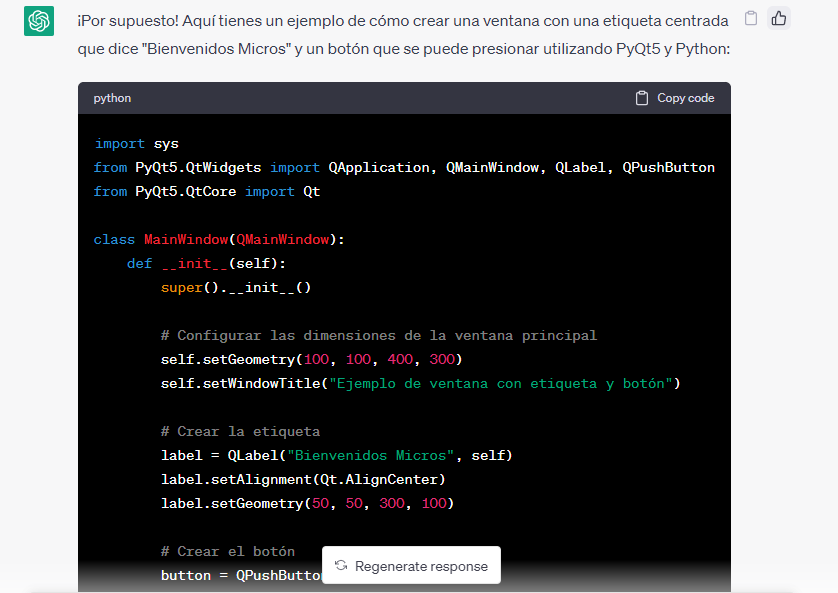 ¡Por supuesto! Aquí tienes un ejemplo de cómo crear una ventana con una etiqueta centrada
que dice "Bienvenidos Micros" y un botón que se puede presionar utilizando PyQt5 y Python:
python Copy code
import sys
from PyQt5.QtWidgets import QApplication, QMainWindow, QLabel, QPushButton
from PyQt5.QtCore import Qt
class MainWindow(QMainWindow):
    def __init__(self):
        super().__init__()
        # Configurar las dimensiones de la ventana principal
        self.setGeometry(100, 100, 400, 300)
        self.setWindowTitle("Ejemplo de ventana con etiqueta y botón")
        # Crear la etiqueta
        label = QLabel("Bienvenidos Micros", self)
        label.setAlignment(Qt.AlignCenter)
        label.setGeometry(50, 50, 300, 100)
        # Crear el botón
        button = QPushButto
Regenerate response